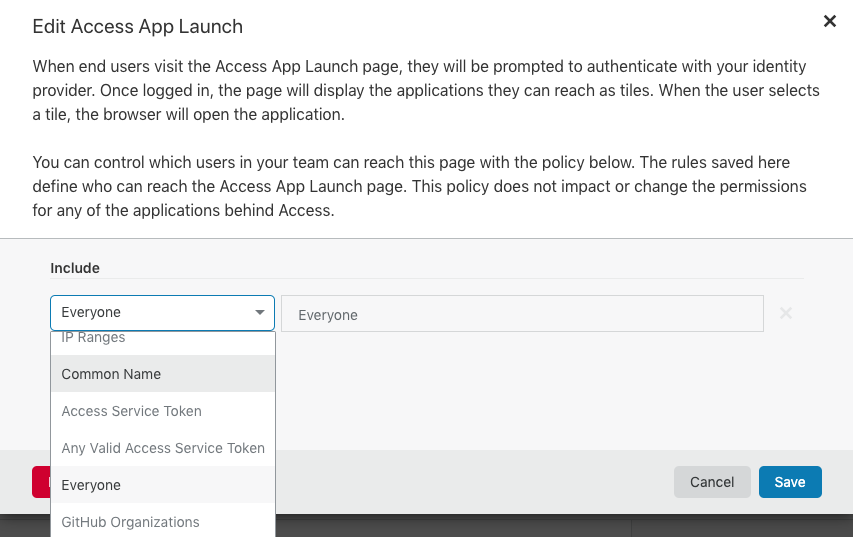 Edit Access App Launch
When end users visit the Access App Launch page, they will be prompted to authenticate with your identity
provider. Once logged in, the page will display the applications they can reach as tiles. When the user selects
a tile, the browser will open the application.
You can control which users in your team can reach this page with the policy below. The rules saved here
define who can reach the Access App Launch page. This policy does not impact or change the permissions
for any of the applications behind Access.
Include
Everyone
Everyone
IP Ranges
Common Name
Access Service Token
Any Valid Access Service Token
Everyone
GitHub Organizations
Cancel
Save